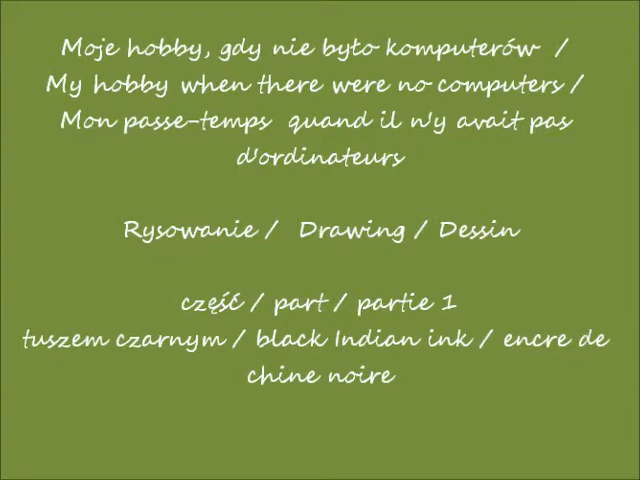 Moje hobby, gdy nie było komputerów /
My hobby when there were no computers /
Mon passe-temps quand il n'y avait pas
d'ordinateurs
Rysowanie / Drawing / Dessin
część / part / partie 1
tuszem czarnym / black Indian ink / encre de
chine noire